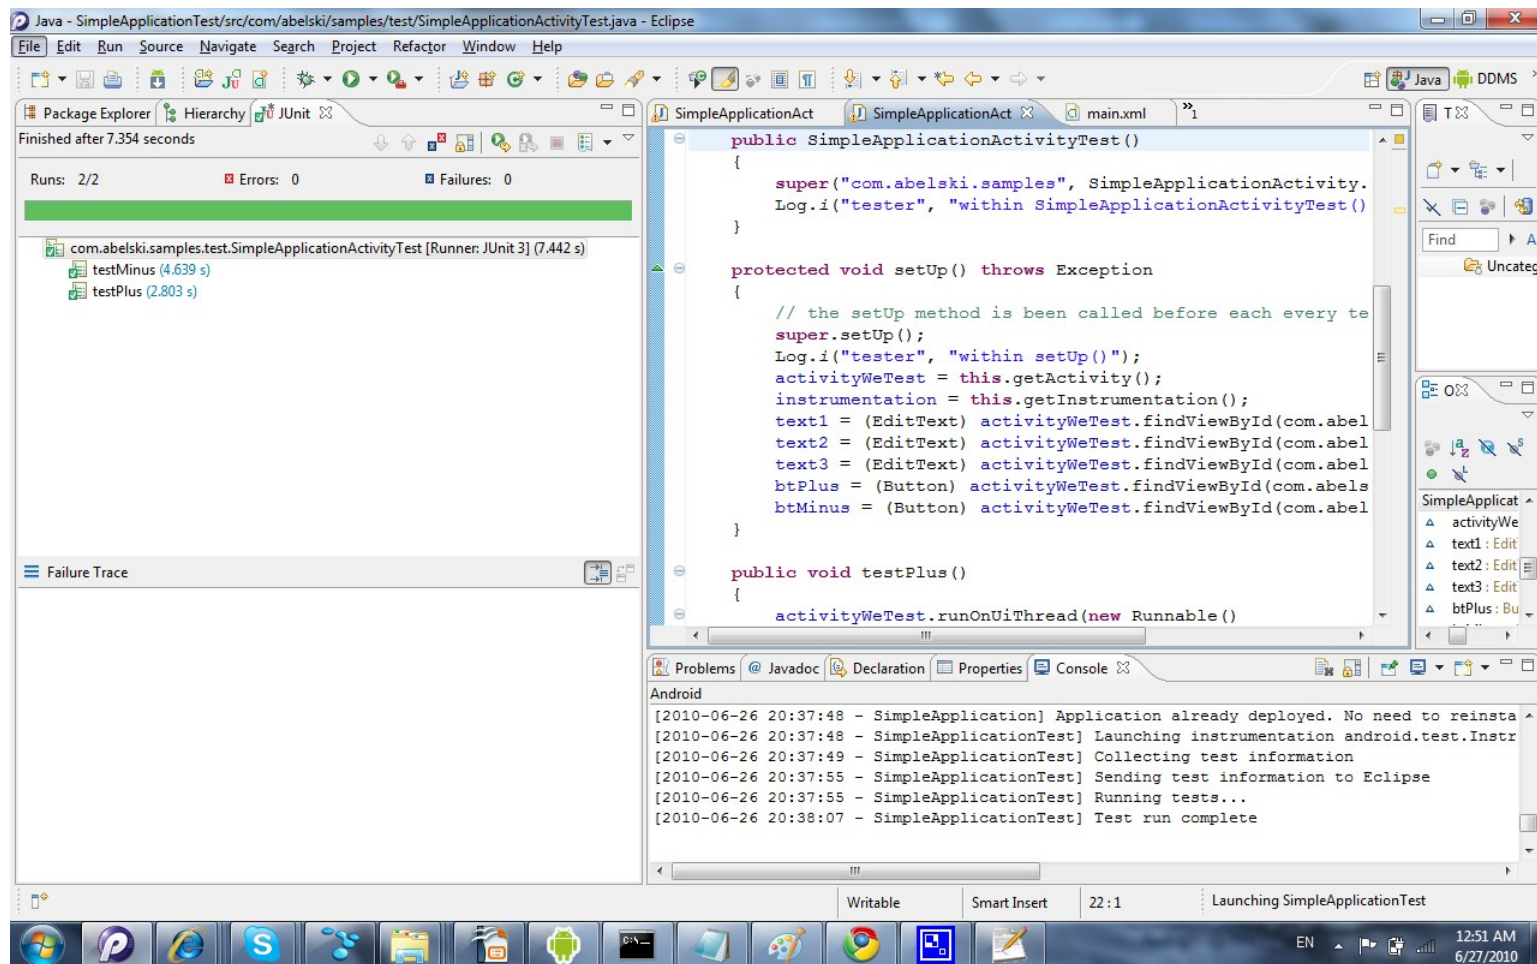 Java - SimpleApplicationTest/src/com/abelski/samples/test/SimpleApplicationActivityTest.java - Eclipse
File Edit Run Source Navigate Search Project Refactor Window Help
Java DDMS
Package Explorer Hierarchy JUnit
Finished after 7.354 seconds
Runs: 2/2 Errors: 0 Failures: 0
com.abelski.samples.test.SimpleApplicationActivityTest [Runner: JUnit 3] (7.442 s)
testMinus (4.639 s)
testPlus (2.803 s)
Failure Trace
SimpleApplicationAct SimpleApplicationAct main.xml »1
public SimpleApplicationActivityTest()
{
super("com.abelski.samples", SimpleApplicationActivity.
Log.i("tester", "within SimpleApplicationActivityTest()
}
protected void setUp() throws Exception
{
// the setUp method is been called before each every te
super.setUp();
Log.i("tester", "within setUp()");
activityWeTest = this.getActivity();
instrumentation = this.getInstrumentation();
text1 = (EditText) activityWeTest.findViewById(com.abel
text2 = (EditText) activityWeTest.findViewById(com.abel
text3 = (EditText) activityWeTest.findViewById(com.abel
btPlus = (Button) activityWeTest.findViewById(com.abels
btMinus = (Button) activityWeTest.findViewById(com.abel
}
public void testPlus()
{
activityWeTest.runOnUiThread(new Runnable()
T
Find A
Uncateg
O
SimpleApplicat
activityWe
text1 : Edit
text2 : Edit
text3 : Edit
btPlus : Bu
Problems Javadoc Declaration Properties Console
Android
[2010-06-26 20:37:48 - SimpleApplication] Application already deployed. No need to reinsta
[2010-06-26 20:37:48 - SimpleApplicationTest] Launching instrumentation android.test.Instr
[2010-06-26 20:37:49 - SimpleApplicationTest] Collecting test information
[2010-06-26 20:37:55 - SimpleApplicationTest] Sending test information to Eclipse
[2010-06-26 20:37:55 - SimpleApplicationTest] Running tests...
[2010-06-26 20:38:07 - SimpleApplicationTest] Test run complete
Writable Smart Insert 22 : 1 Launching SimpleApplicationTest
EN 12:51 AM
6/27/2010